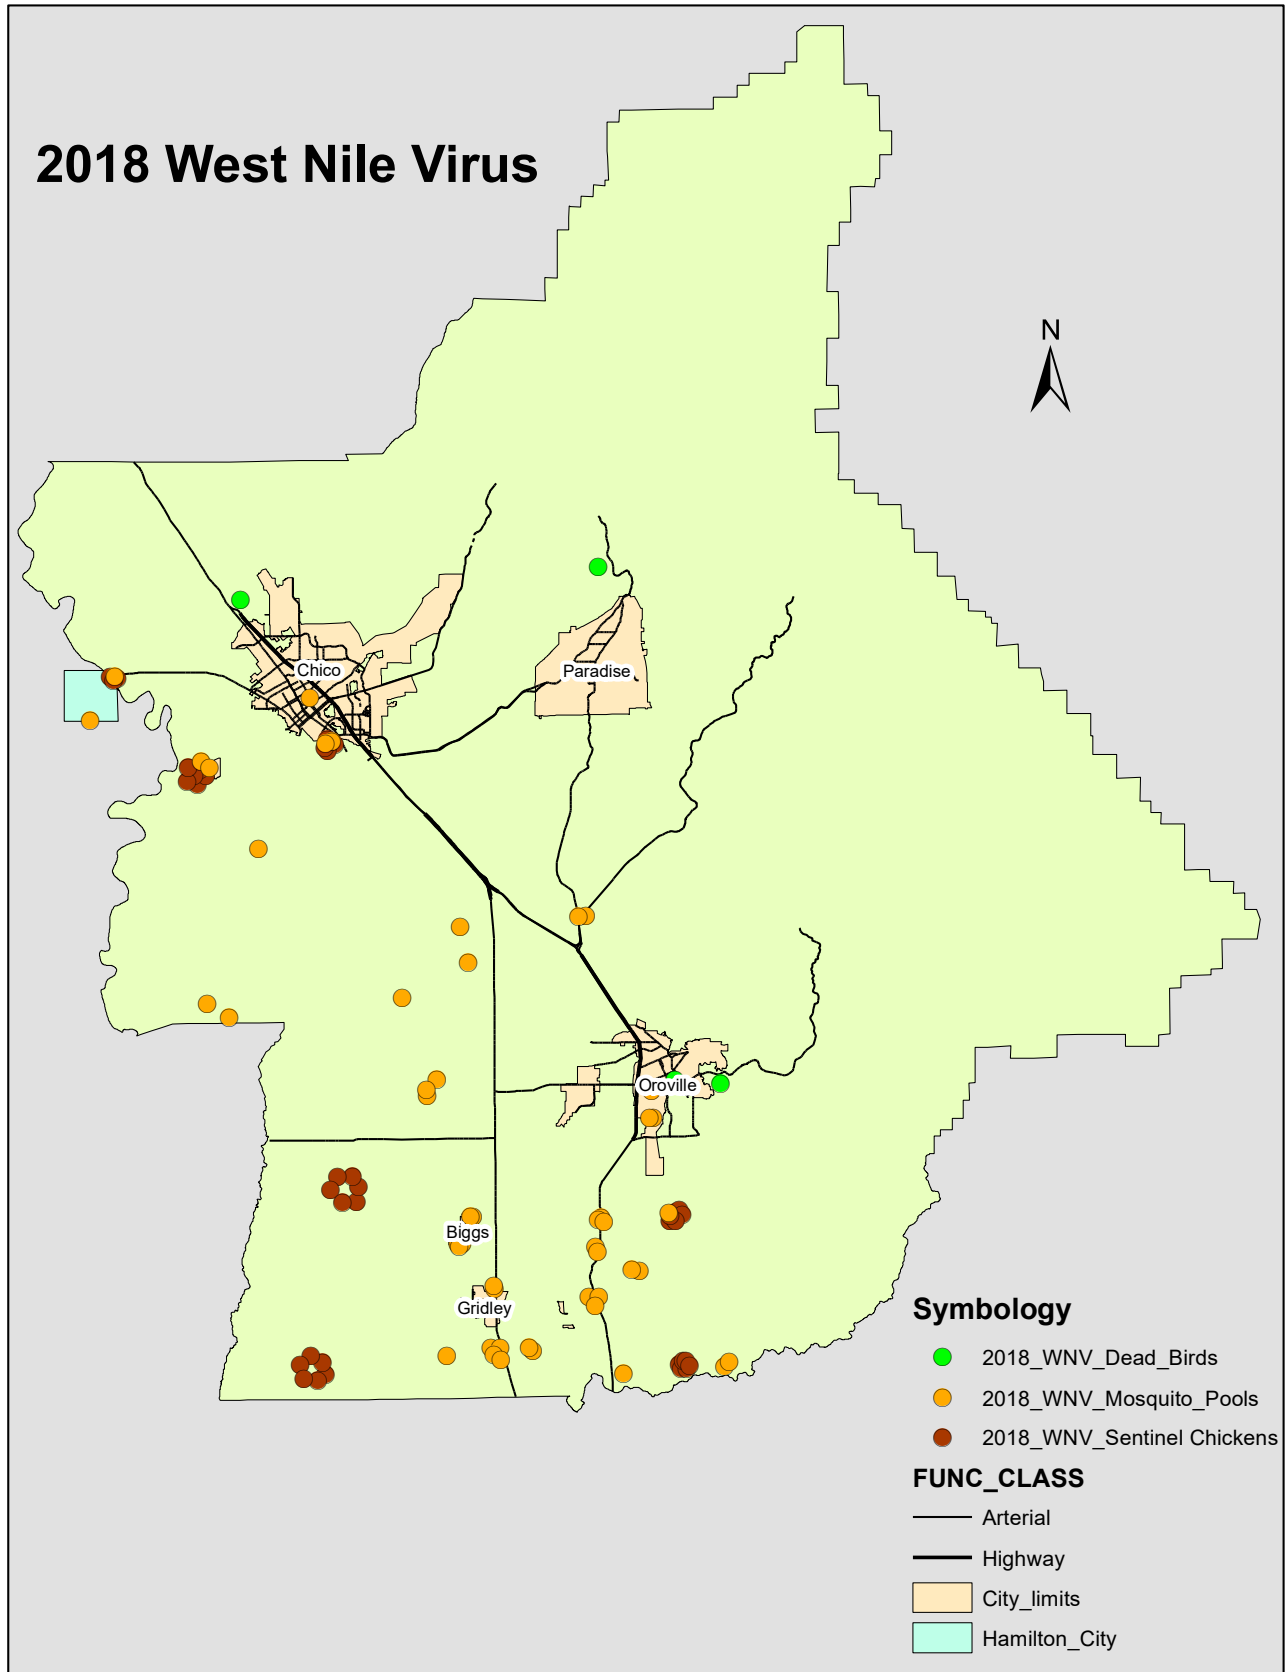 2018 West Nile Virus
N
Chico
Paradise
Oroville
Biggs
Gridley
Symbology
2018_WNV_Dead_Birds
2018_WNV_Mosquito_Pools
2018_WNV_Sentinel Chickens
FUNC_CLASS
Arterial
Highway
City_limits
Hamilton_City